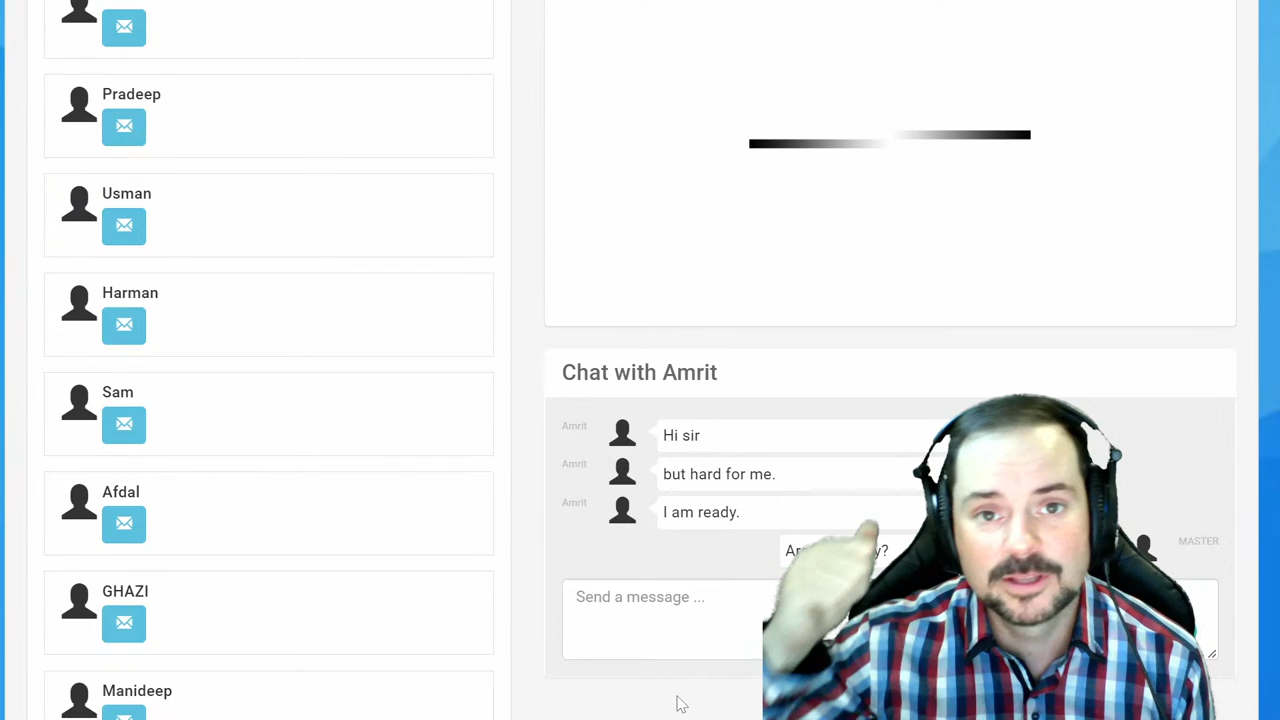 Pradeep
Usman
Harman
Sam
Afdal
GHAZI
Manideep
Chat with Amrit
Amrit
Hi sir
Amrit
but hard for me.
Amrit
I am ready.
MASTER
Send a message ...